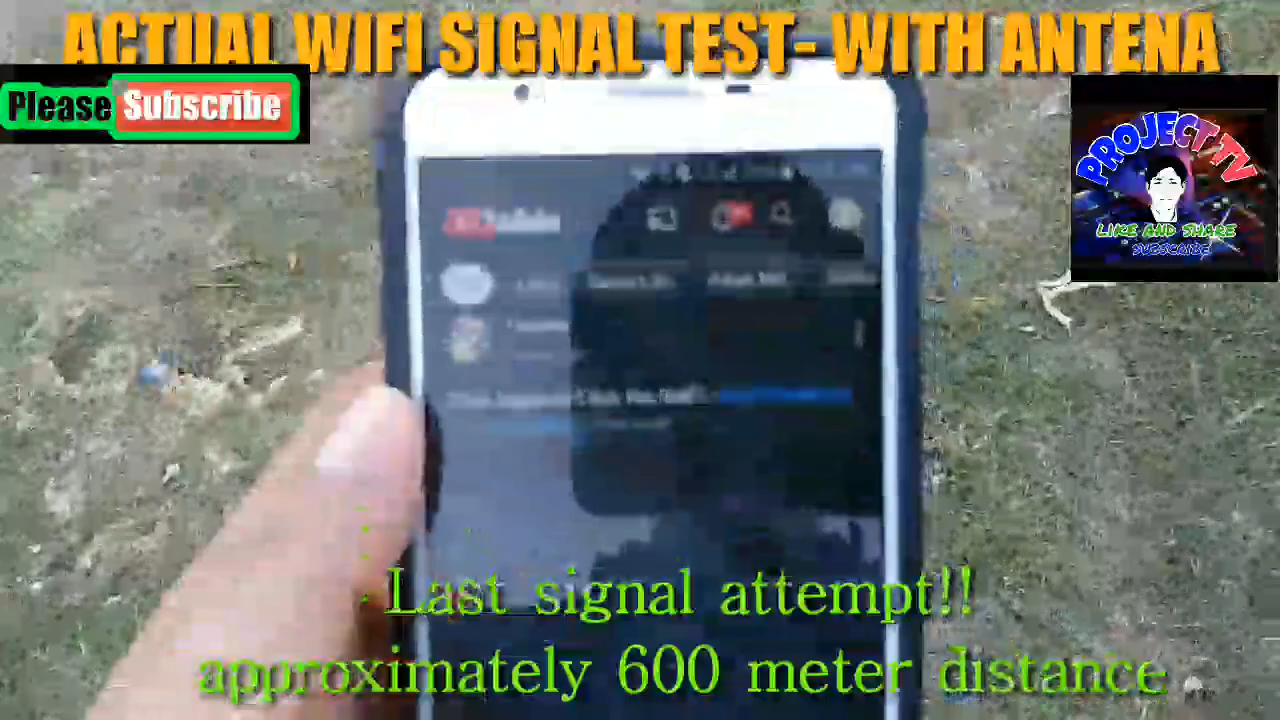 ACTUAL WIFI SIGNAL TEST- WITH ANTENA
Please Subscribe
PROJECT TV
LIKE AND SHARE
SUBSCRIBE
YouTube
Last signal attempt!!
approximately 600 meter distance